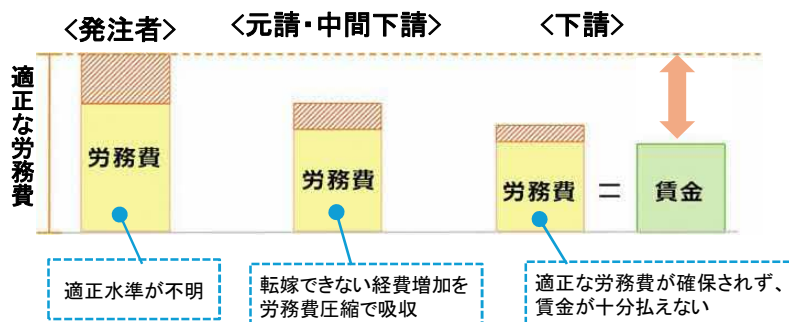 <発注者>
<元請・中間下請>
<下請>
適正な労務費
労務費
労務費
労務費
=
賃金
適正水準が不明
転嫁できない経費増加を
労務費圧縮で吸収
適正な労務費が確保されず、
賃金が十分払えない